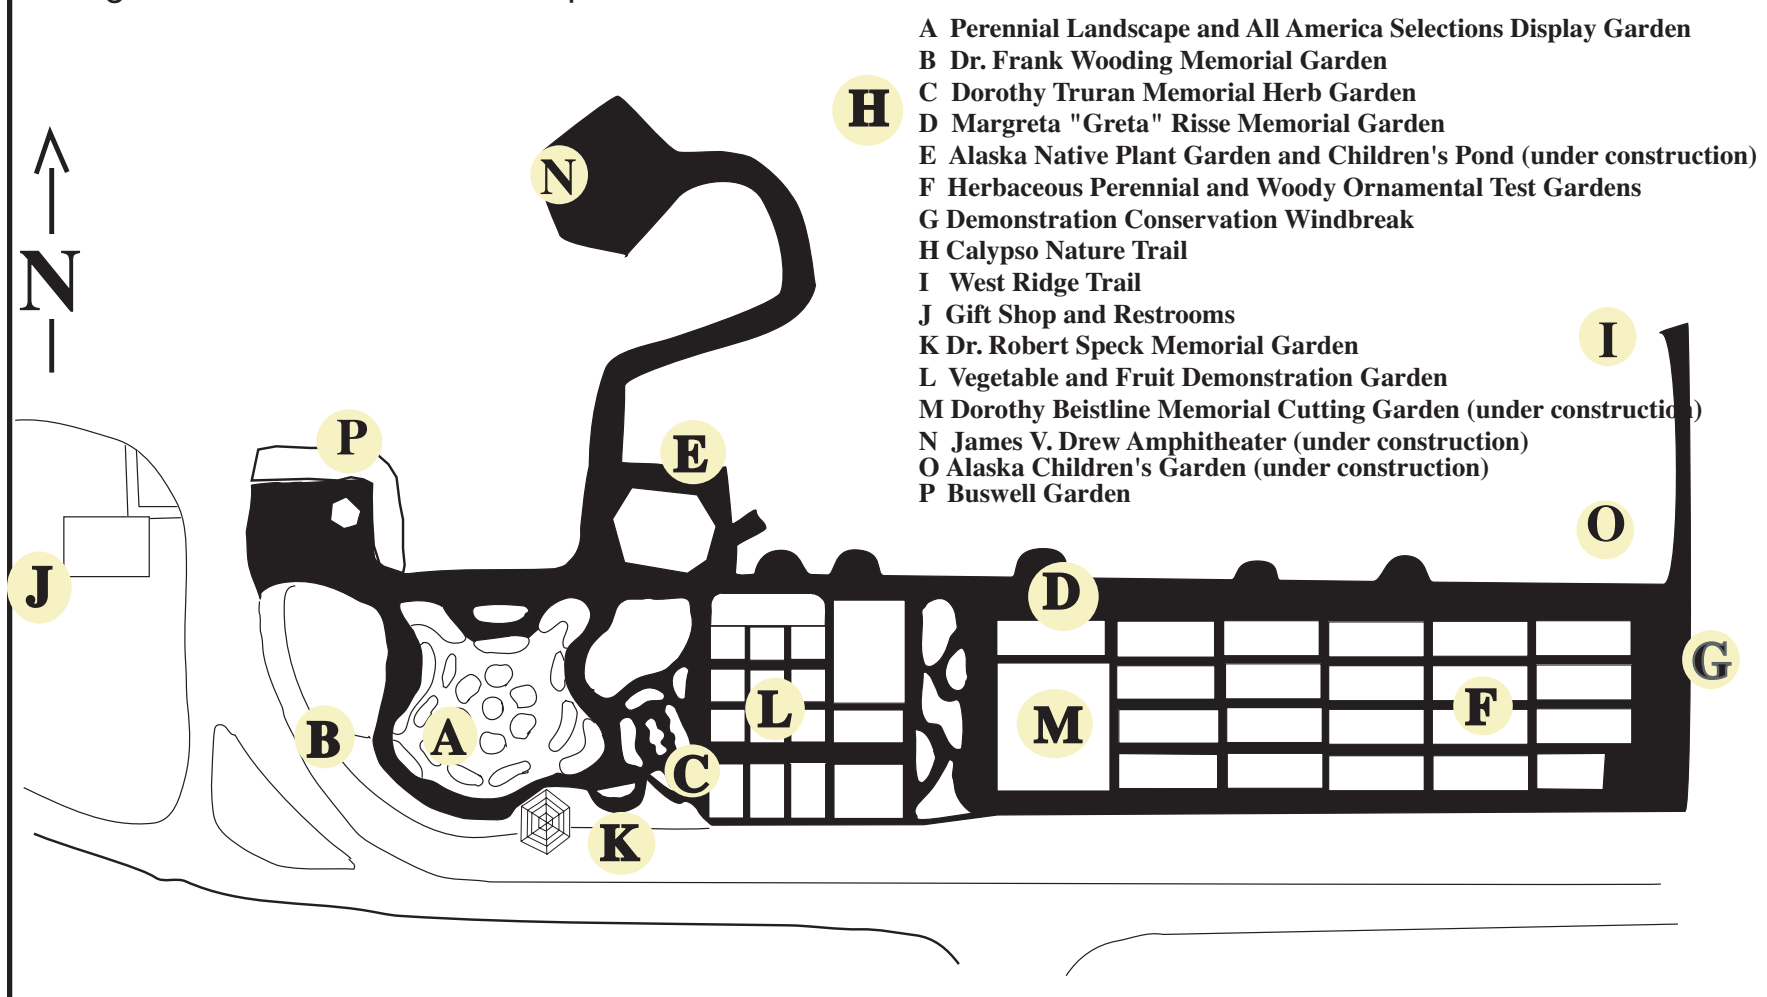 A Perennial Landscape and All America Selections Display Garden
B Dr. Frank Wooding Memorial Garden
C Dorothy Truran Memorial Herb Garden
D Margreta "Greta" Risse Memorial Garden
E Alaska Native Plant Garden and Children's Pond (under construction)
F Herbaceous Perennial and Woody Ornamental Test Gardens
G Demonstration Conservation Windbreak
H Calypso Nature Trail
I West Ridge Trail
J Gift Shop and Restrooms
K Dr. Robert Speck Memorial Garden
L Vegetable and Fruit Demonstration Garden
M Dorothy Beistline Memorial Cutting Garden (under construction)
N James V. Drew Amphitheater (under construction)
O Alaska Children's Garden (under construction)
P Buswell Garden
H
N
N
I
P
E
O
J
D
G
B
A
L
M
F
C
K